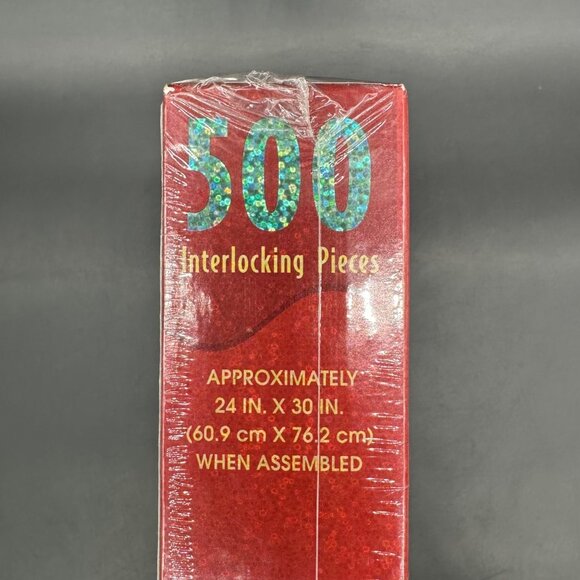 500
Interlocking Pieces
APPROXIMATELY
24 IN. X 30 IN.
(60.9 cm X 76.2 cm)
WHEN ASSEMBLED